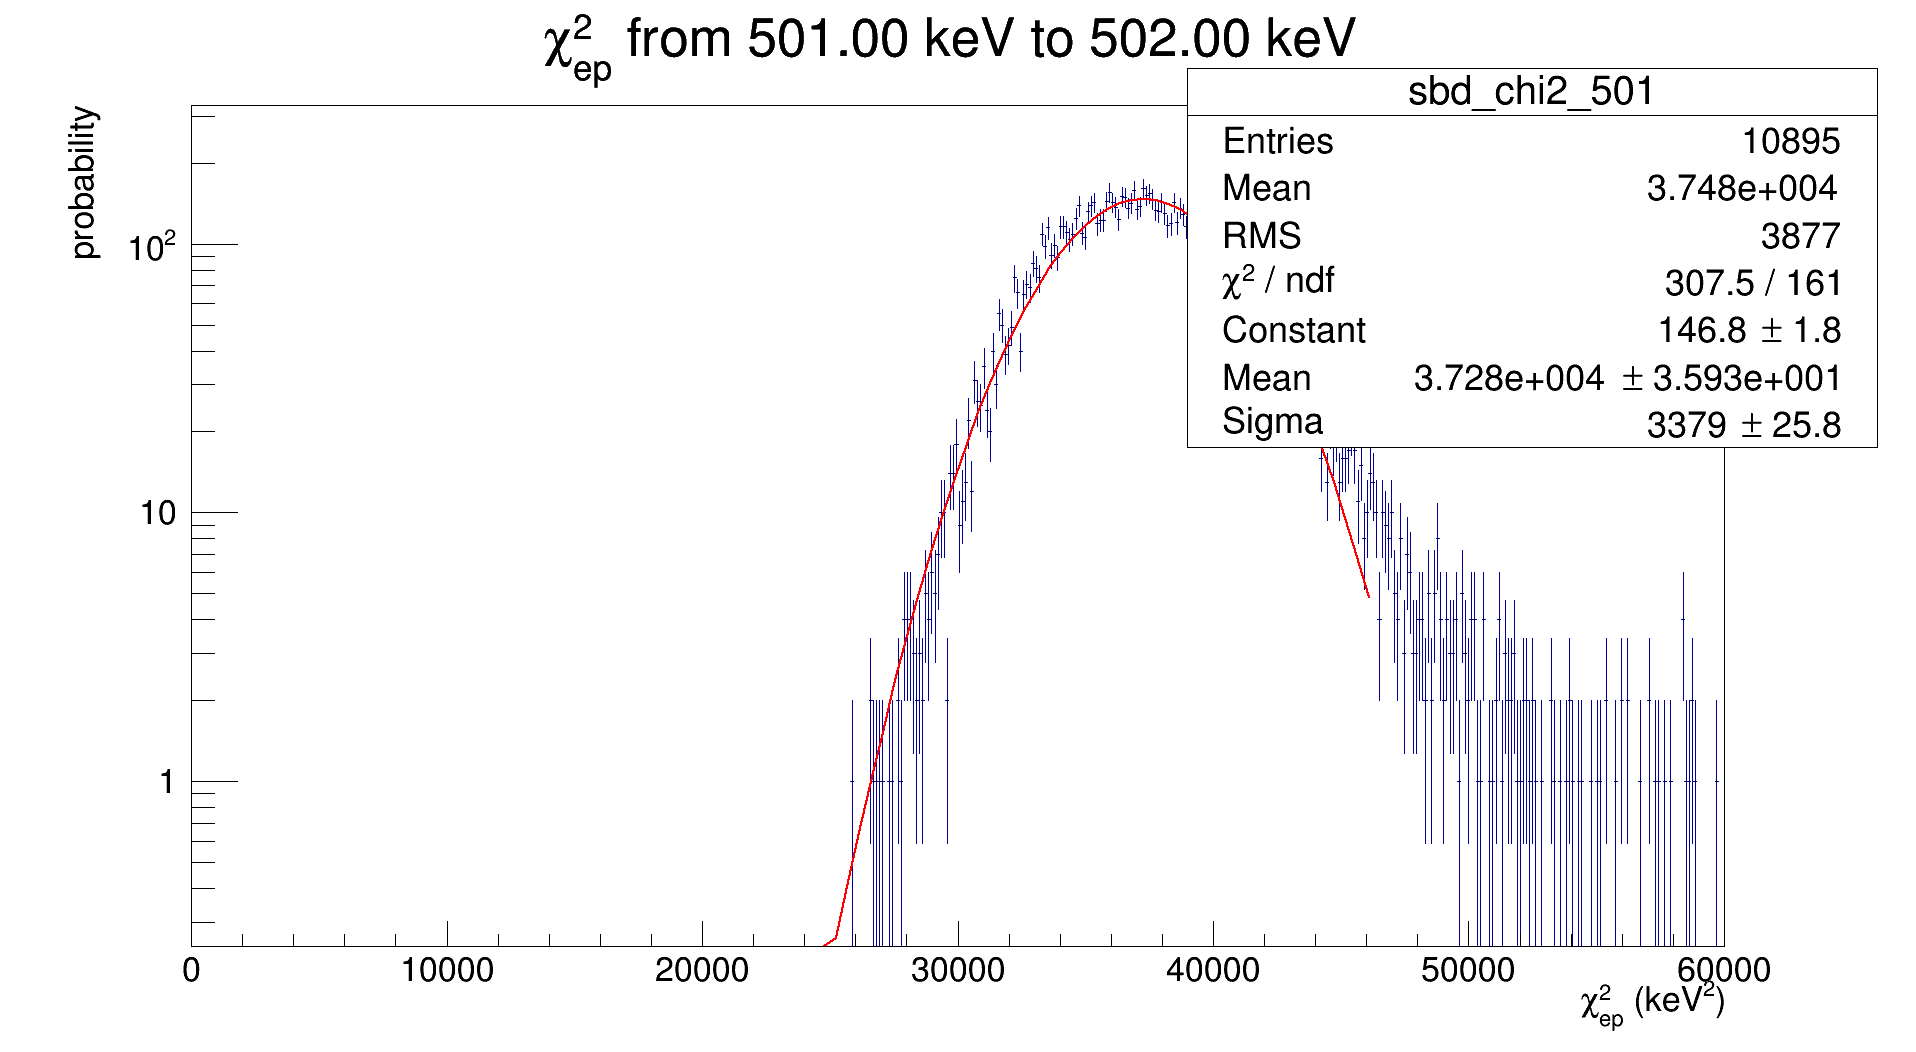 χ²ep from 501.00 keV to 502.00 keV
probability
sbd_chi2_501
Entries 10895
Mean 3.748e+004
RMS 3877
χ² / ndf 307.5 / 161
Constant 146.8 ± 1.8
Mean 3.728e+004 ± 3.593e+001
Sigma 3379 ± 25.8
10²
10
1
0 10000 20000 30000 40000 50000 60000
χ²ep (keV²)